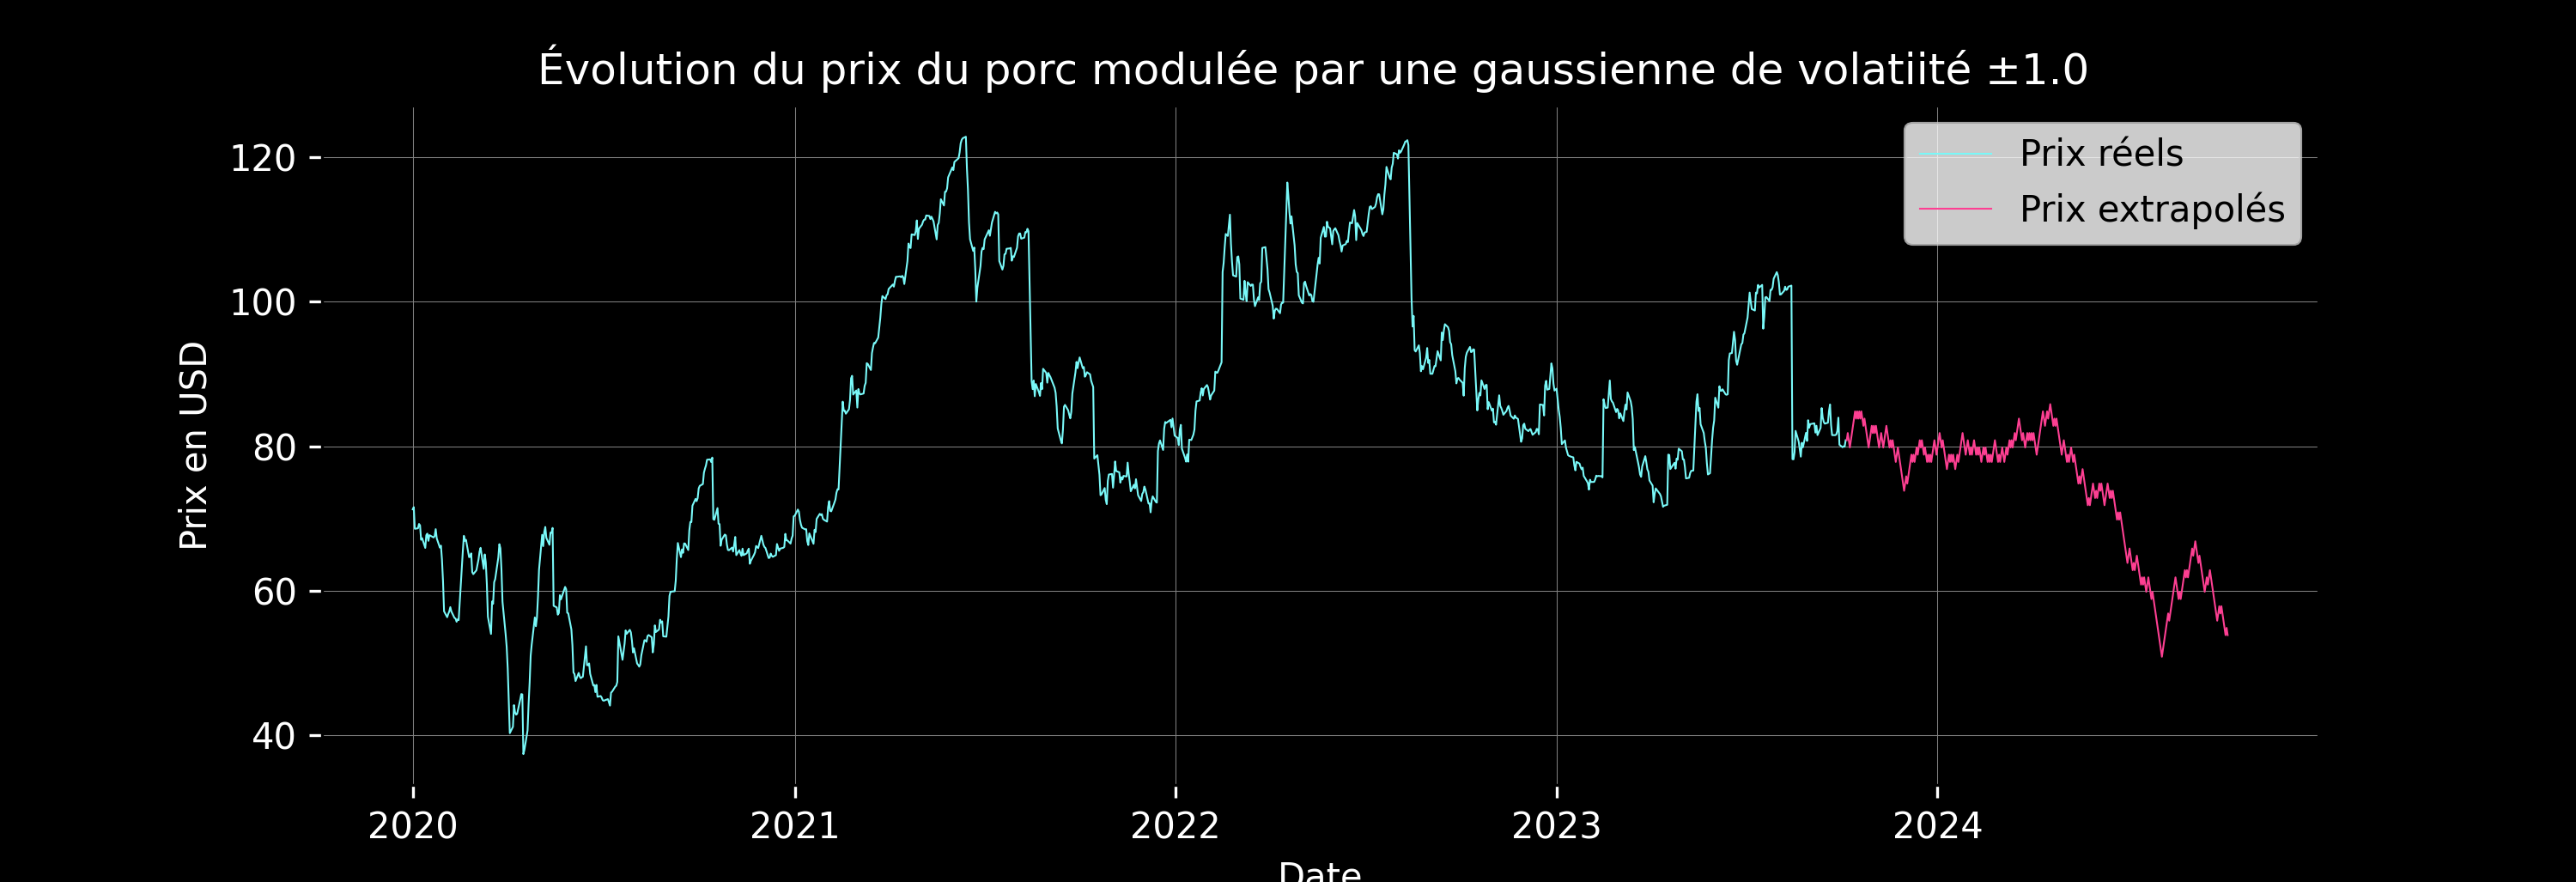 Évolution du prix du porc modulée par une gaussienne de volatiité ±1.0
Prix réels
Prix extrapolés
Prix en USD
120
100
80
60
40
2020 2021 2022 2023 2024
Date